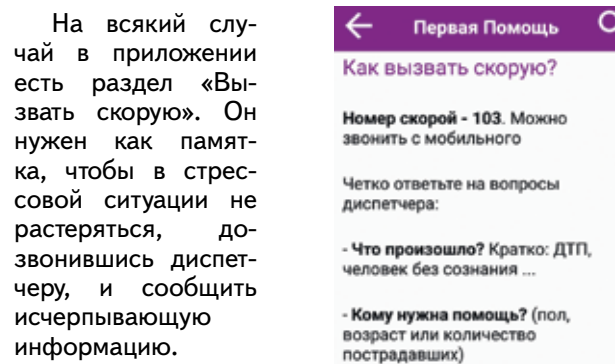 На всякий слу-
чай в приложении
есть раздел «Вы-
звать скорую». Он
нужен как памят-
ка, чтобы в стрес-
совой ситуации не
растеряться, до-
звонившись диспет-
черу, и сообщить
исчерпывающую
информацию.
Первая Помощь
Как вызвать скорую?
Номер скорой - 103. Можно
звонить с мобильного
Четко ответьте на вопросы
диспетчера:
- Что произошло? Кратко: ДТП,
человек без сознания ...
- Кому нужна помощь? (пол,
возраст или количество
пострадавших)